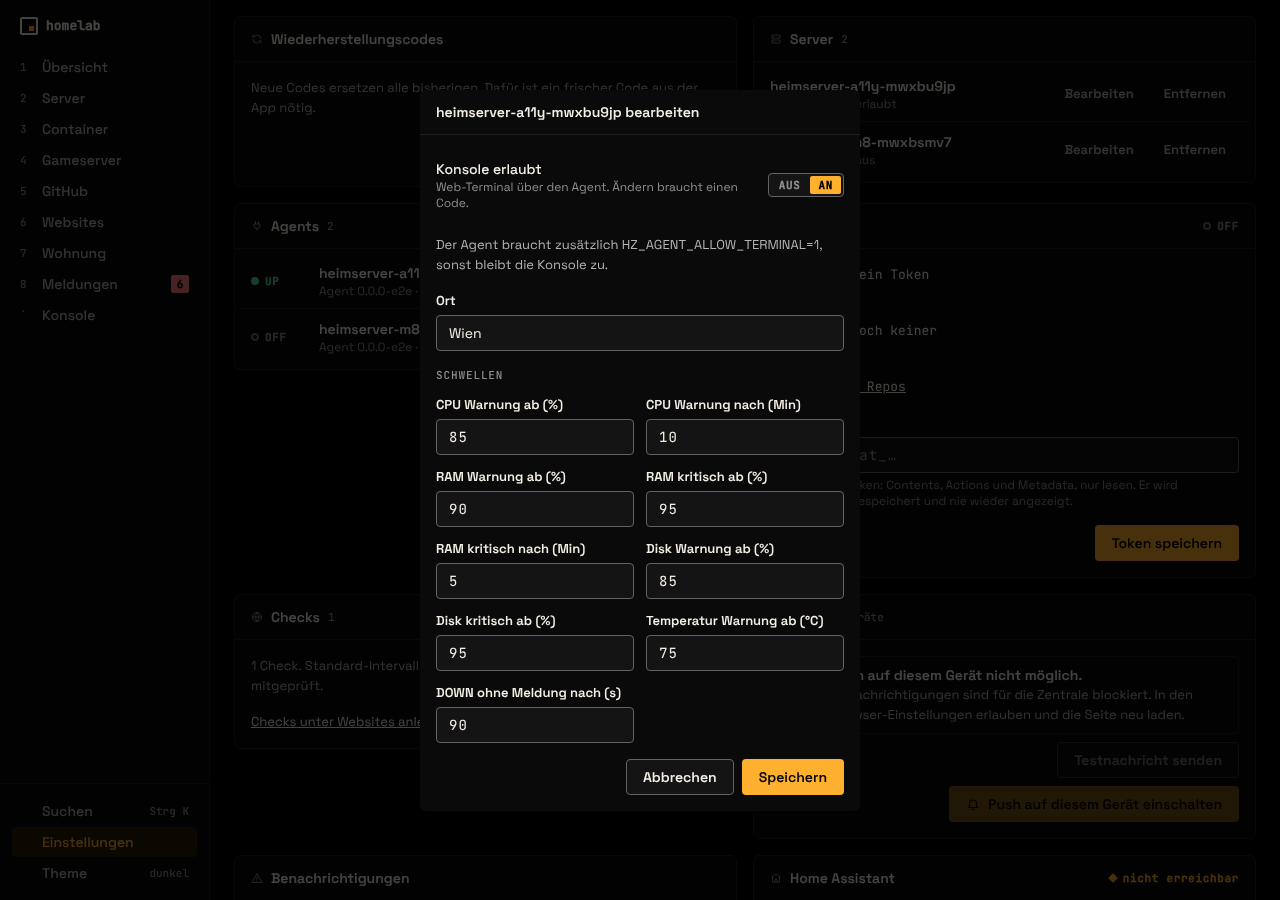 homelab
1 Übersicht
2 Server
3 Container
4 Gameserver
5 GitHub
6 Websites
7 Wohnung
8 Meldungen 6
` Konsole
Suchen Strg K
Einstellungen
Theme dunkel
Wiederherstellungscodes
Neue Codes ersetzen alle bisherigen. Dafür ist ein frischer Code aus der
App nötig.
Server 2
heimserver-a11y-mwxbu9jp
erlaubt
Bearbeiten Entfernen
m8-mwxbsmv7
aus
Bearbeiten Entfernen
Agents 2
UP heimserver-a11
Agent 0.0.0-e2e ·
OFF heimserver-m8
Agent 0.0.0-e2e ·
OFF
ein Token
noch keiner
Repos
at_…
ken: Contents, Actions und Metadata, nur lesen. Er wird
espeichert und nie wieder angezeigt.
Token speichern
heimserver-a11y-mwxbu9jp bearbeiten
Konsole erlaubt
Web-Terminal über den Agent. Ändern braucht einen
Code.
AUS AN
Der Agent braucht zusätzlich HZ_AGENT_ALLOW_TERMINAL=1,
sonst bleibt die Konsole zu.
Ort
Wien
SCHWELLEN
CPU Warnung ab (%) CPU Warnung nach (Min)
85 10
RAM Warnung ab (%) RAM kritisch ab (%)
90 95
RAM kritisch nach (Min) Disk Warnung ab (%)
5 85
Disk kritisch ab (%) Temperatur Warnung ab (°C)
95 75
DOWN ohne Meldung nach (s)
90
Abbrechen Speichern
Checks 1
1 Check. Standard-Intervall
mitgeprüft.
Checks unter Websites anle
räte
auf diesem Gerät nicht möglich.
achrichtigungen sind für die Zentrale blockiert. In den
wser-Einstellungen erlauben und die Seite neu laden.
Testnachricht senden
Push auf diesem Gerät einschalten
Benachrichtigungen
Home Assistant nicht erreichbar